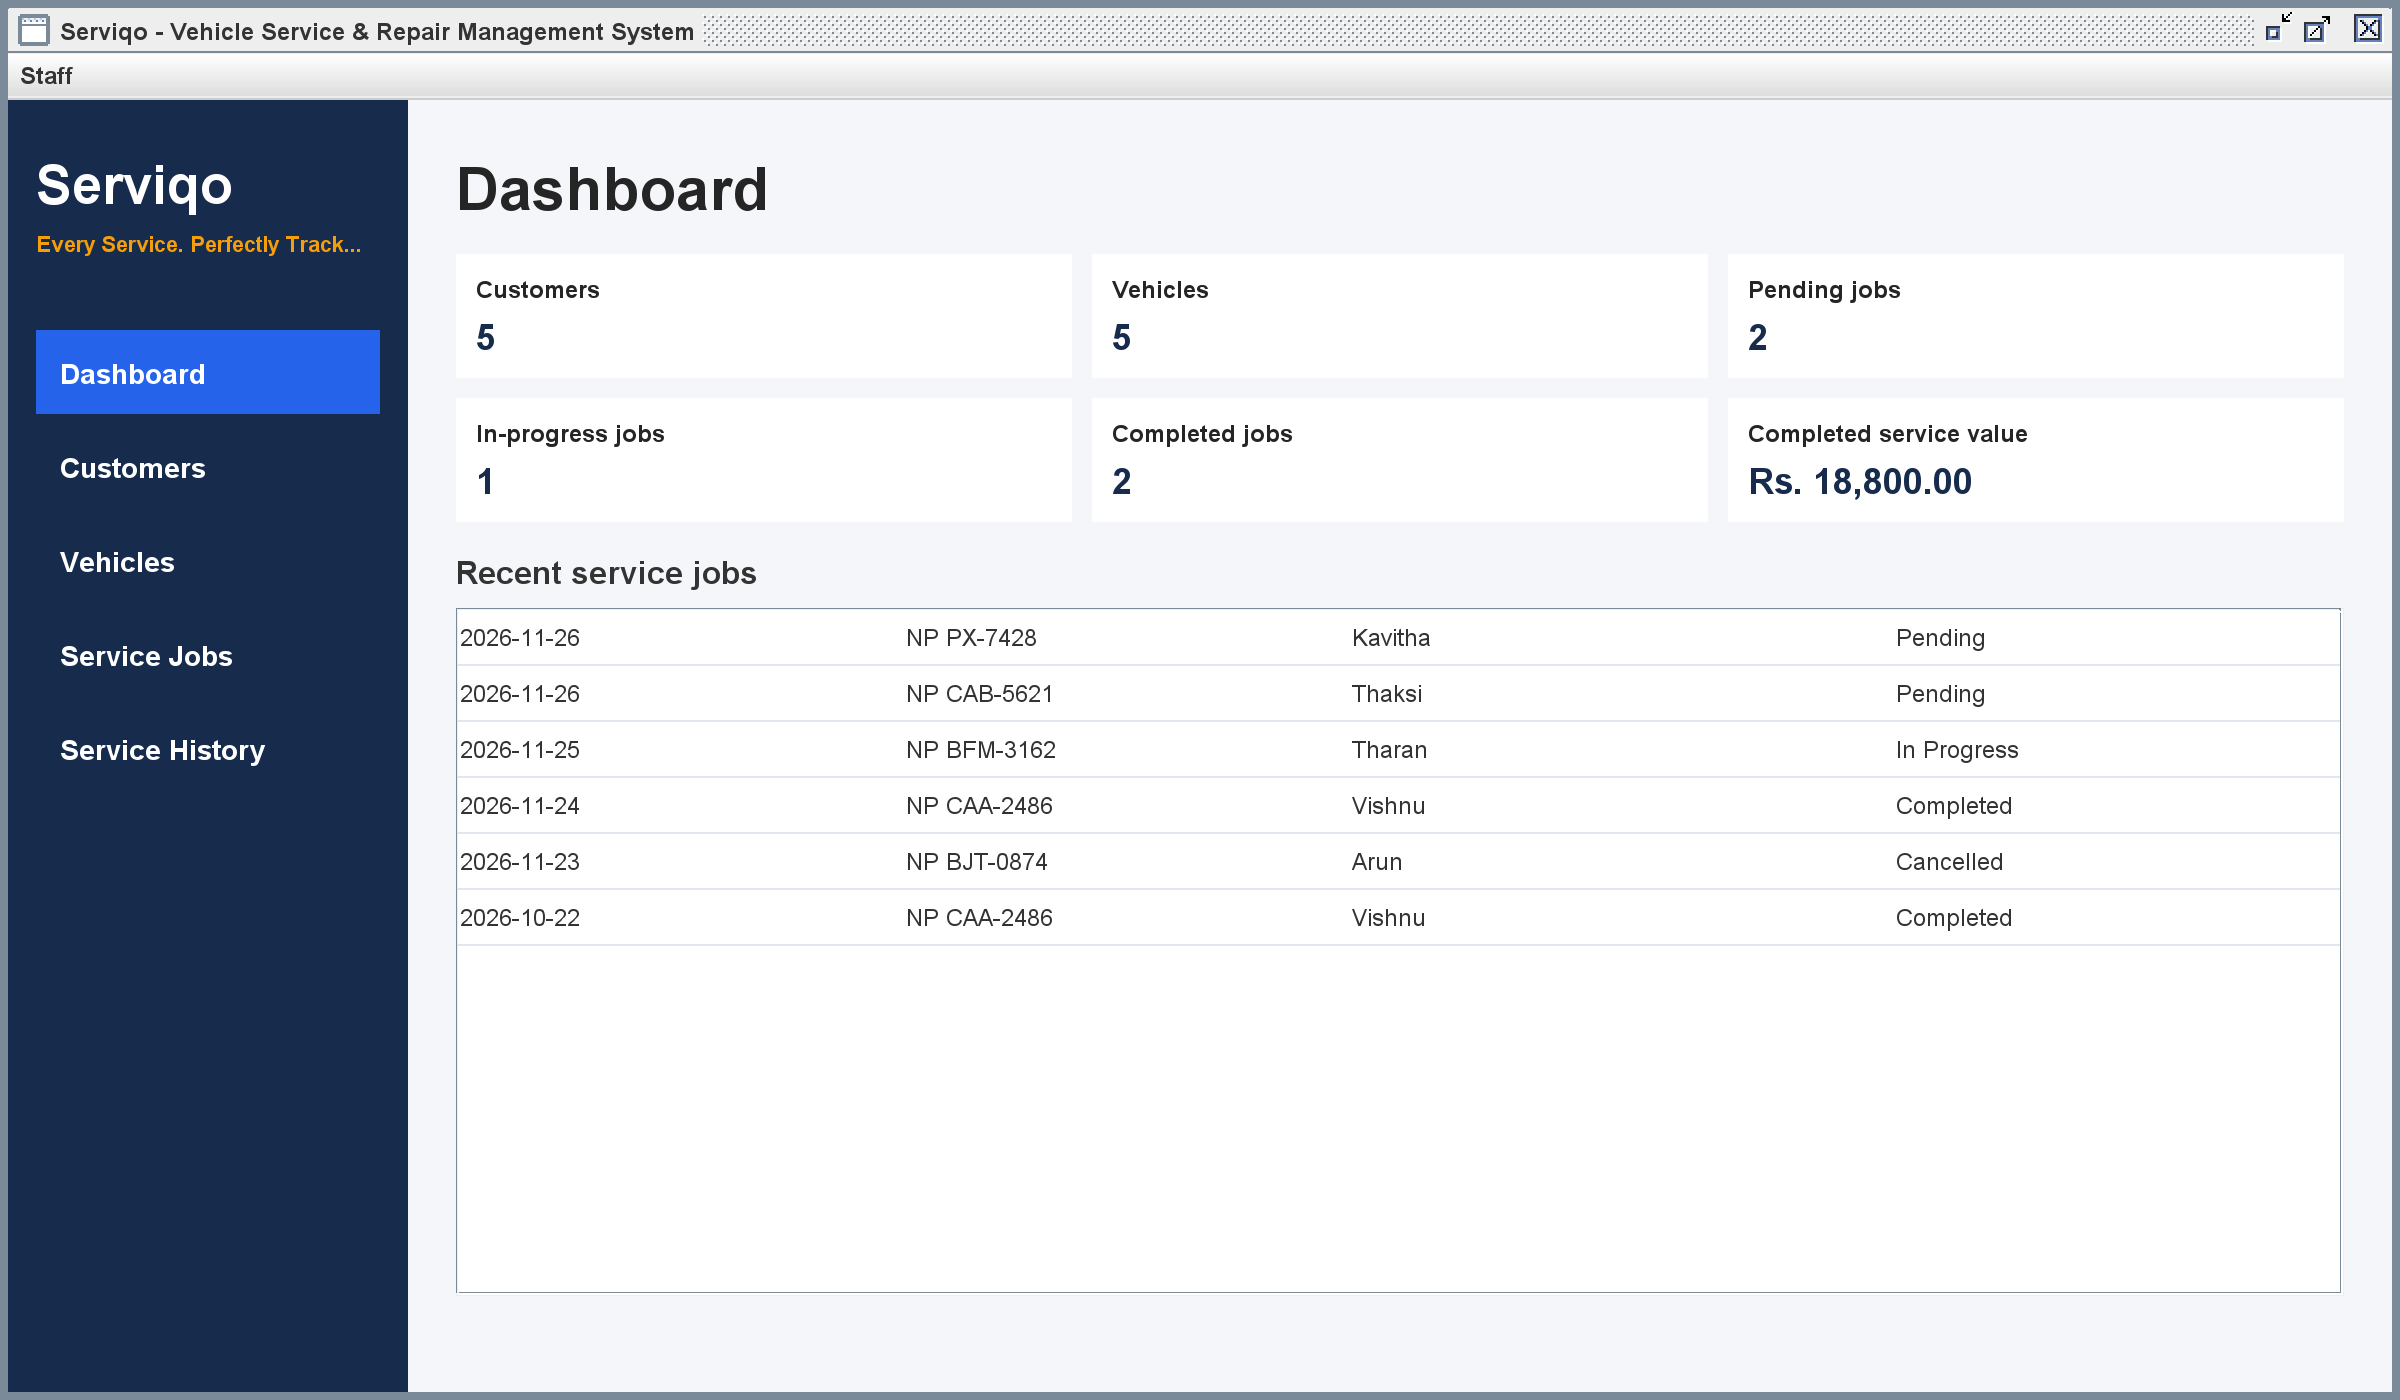 Serviqo - Vehicle Service & Repair Management System
Staff
Serviqo
Every Service. Perfectly Track...
Dashboard
Customers
Vehicles
Service Jobs
Service History
Dashboard
Customers
5
Vehicles
5
Pending jobs
2
In-progress jobs
1
Completed jobs
2
Completed service value
Rs. 18,800.00
Recent service jobs
2026-11-26 NP PX-7428 Kavitha Pending
2026-11-26 NP CAB-5621 Thaksi Pending
2026-11-25 NP BFM-3162 Tharan In Progress
2026-11-24 NP CAA-2486 Vishnu Completed
2026-11-23 NP BJT-0874 Arun Cancelled
2026-10-22 NP CAA-2486 Vishnu Completed